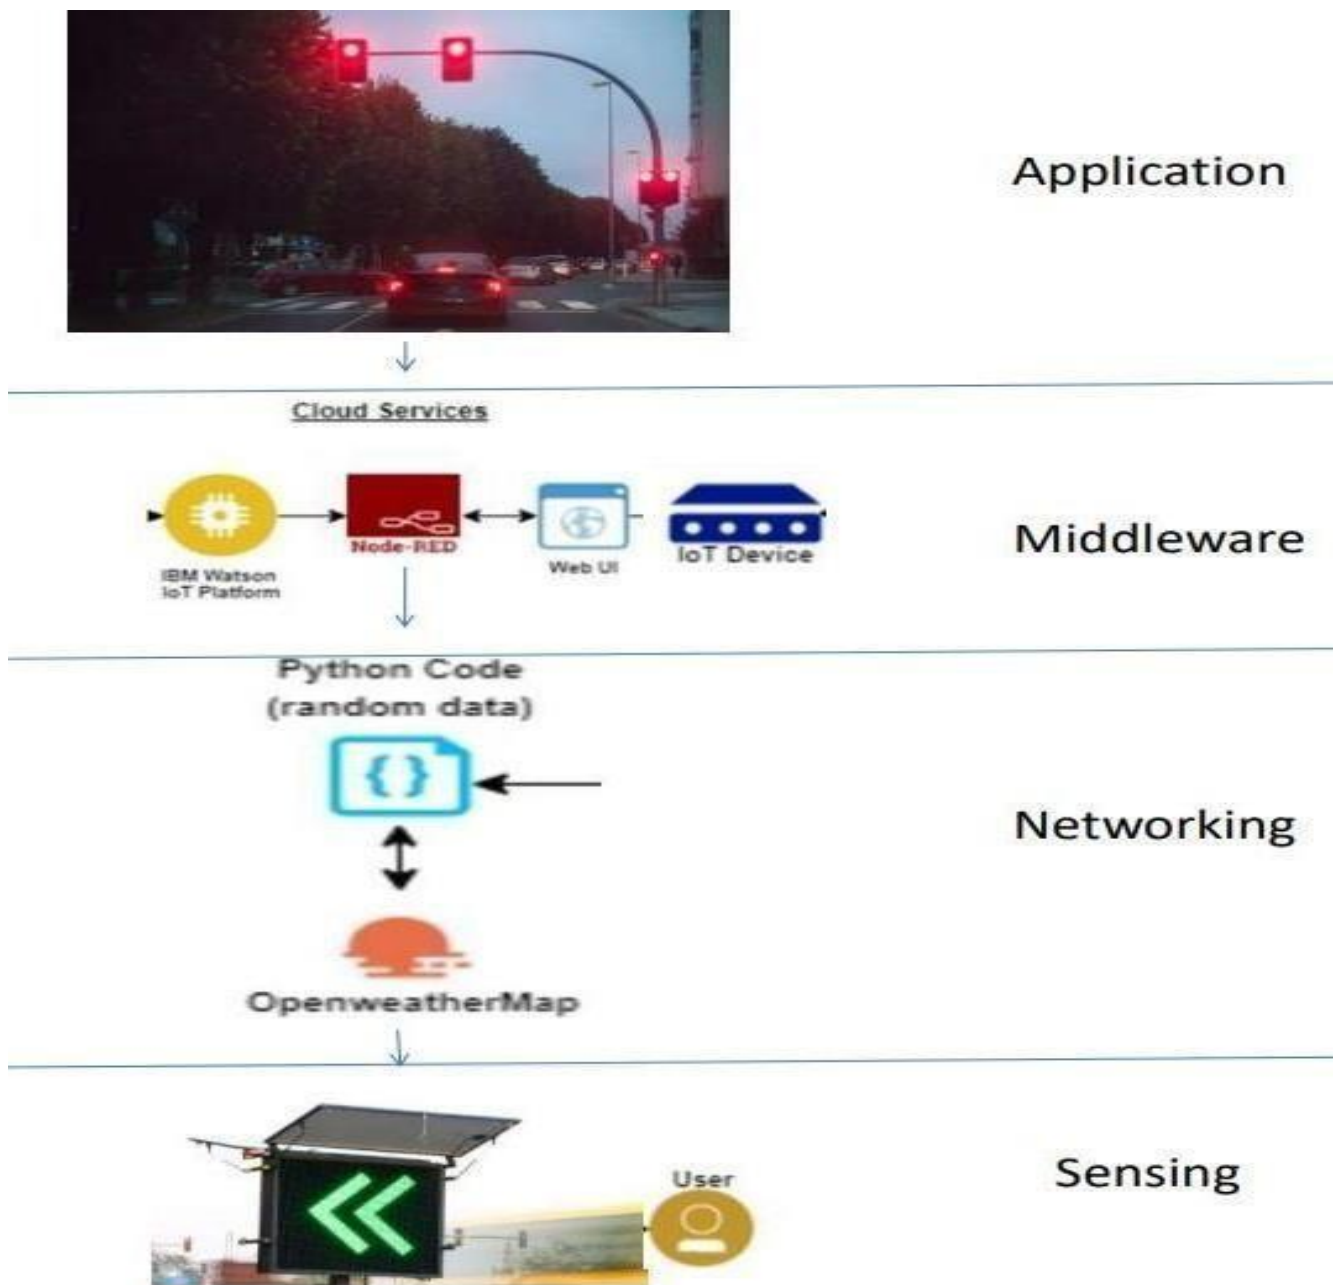 Application
Cloud Services
Node-RED
IBM Watson
IoT Platform
Web UI
IoT Device
Middleware
Python Code
(random data)
{}
Networking
OpenweatherMap
User
Sensing